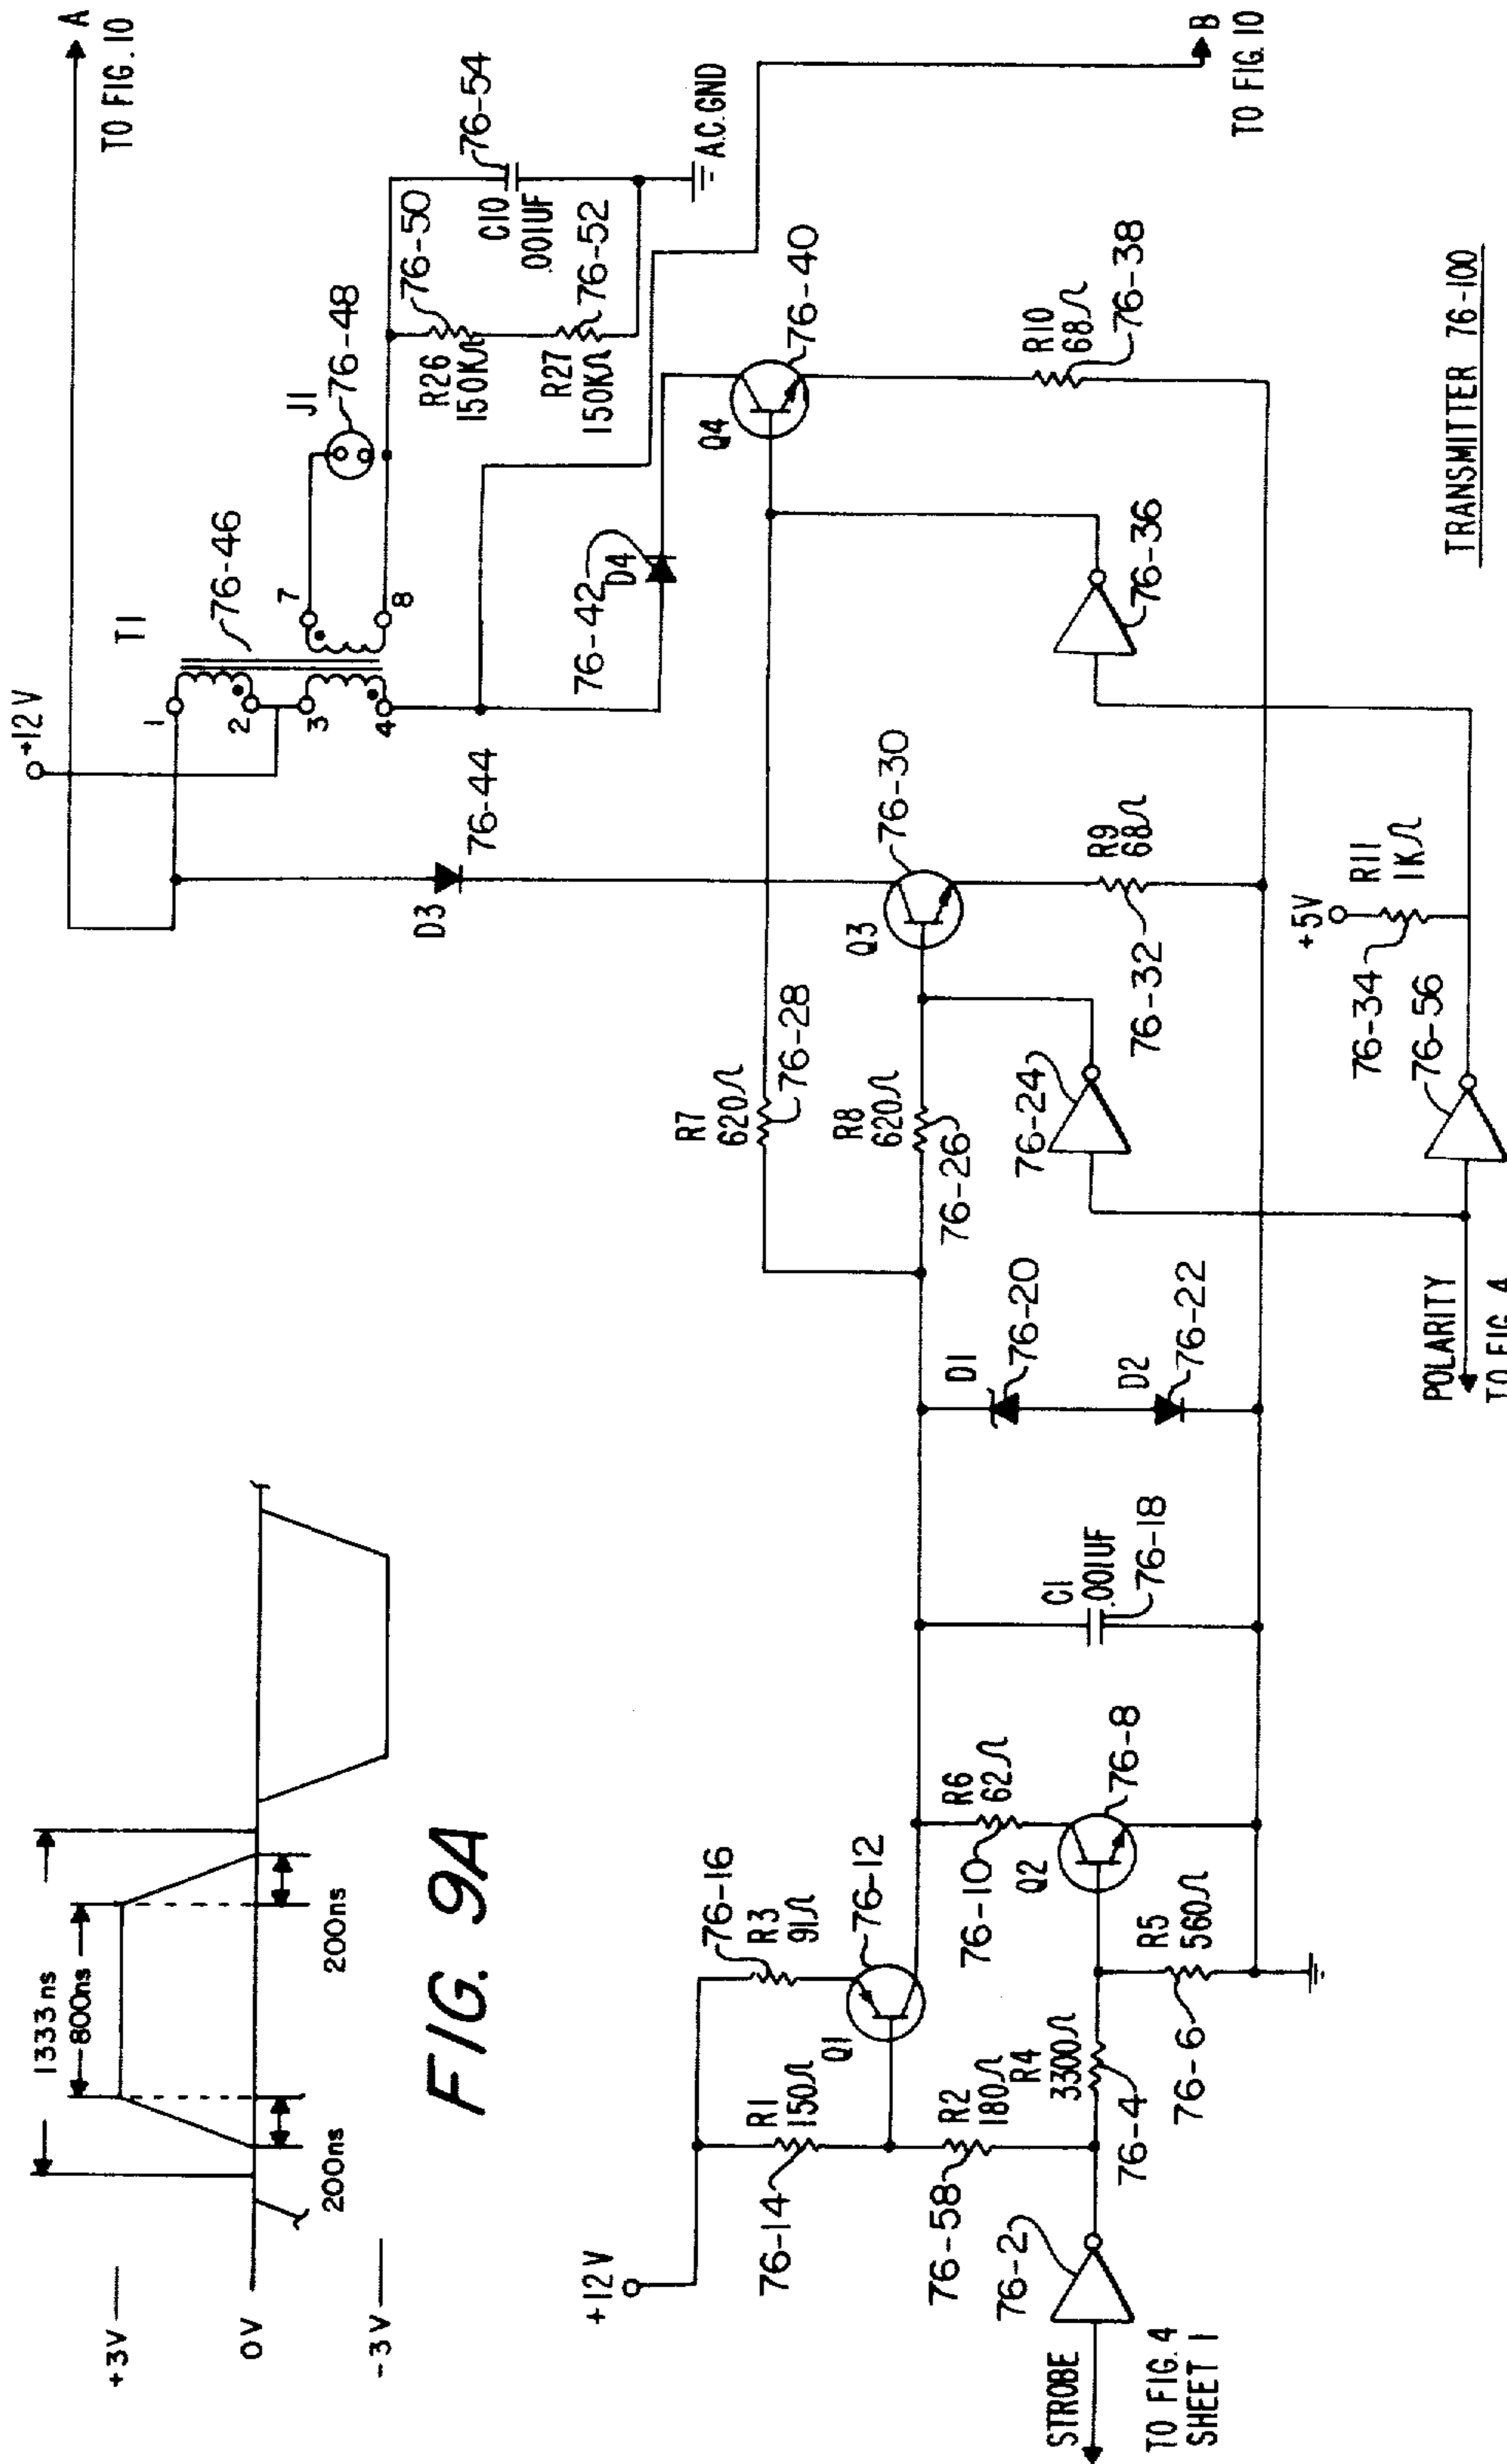 +3V
0V
-3V
1333ns
800ns
200ns
200ns
FIG. 9A
+12V
A
TO FIG. 10
T1
1
2
3
4
7
8
76-46
J1
76-48
76-50
R26
150KΩ
R27
150KΩ
76-52
C10
.001UF
76-54
A.C. GND
B
TO FIG. 10
D3
76-44
76-42
D4
Q4
76-40
R10
68Ω
76-38
76-36
R7
620Ω
76-28
R8
620Ω
76-26
Q3
76-30
R9
68Ω
76-32
76-24
+5V
R11
1KΩ
76-34
76-56
POLARITY
TO FIG. 4
D1
76-20
D2
76-22
C1
.001UF
76-18
+12V
R1
150Ω
76-14
76-16
R3
91Ω
Q1
76-12
R2
180Ω
76-58
R4
3300Ω
76-4
R6
62Ω
76-10
Q2
76-8
R5
560Ω
76-6
76-2
STROBE
TO FIG. 4
SHEET 1
TRANSMITTER 76-100